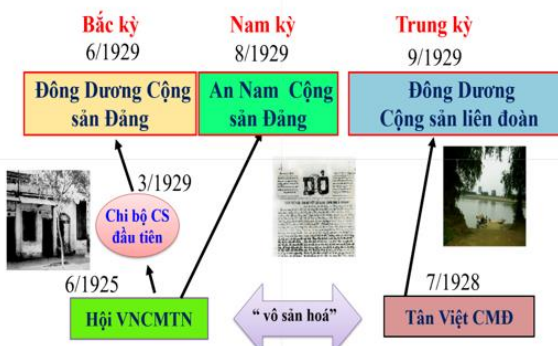 Bắc kỳ
6/1929
Nam kỳ
8/1929
Trung kỳ
9/1929
Đông Dương Cộng
sản Đảng
An Nam Cộng
sản Đảng
Đông Dương
Cộng sản liên đoàn
3/1929
Chi bộ CS
đầu tiên
ĐỎ
6/1925
Hội VNCMTN
“ vô sản hoá”
7/1928
Tân Việt CMĐ